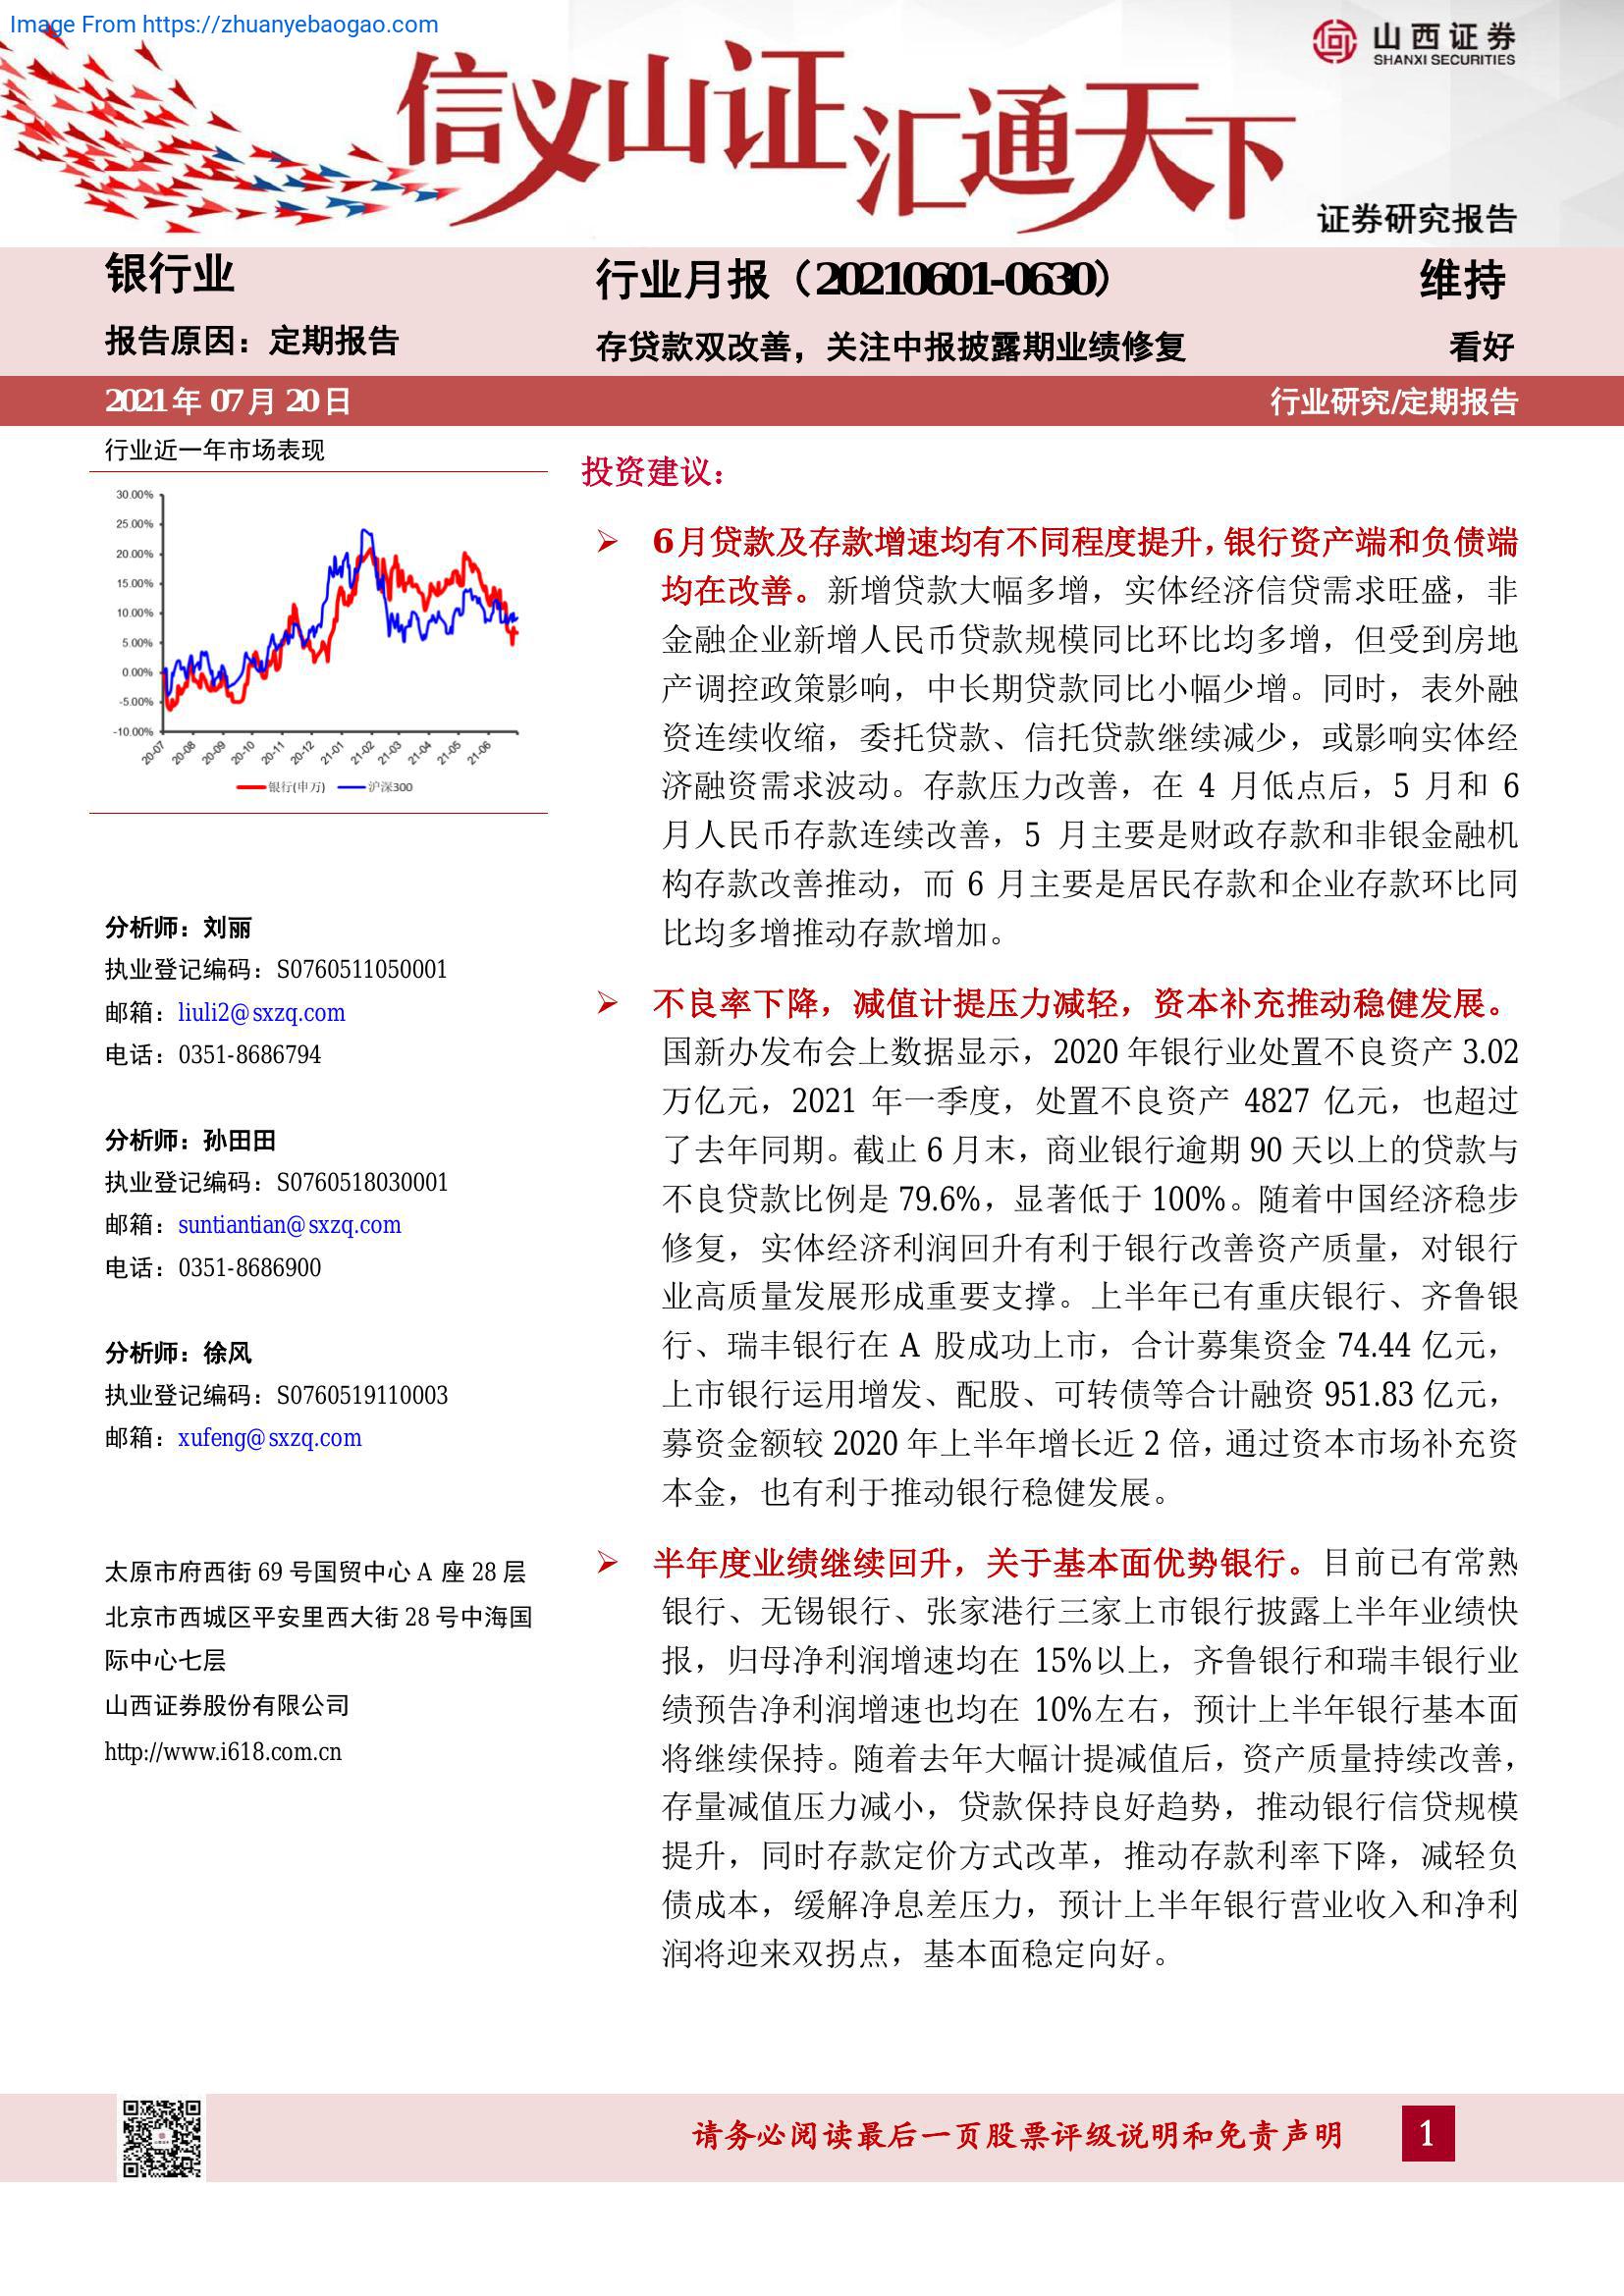 Image From https://zhuanyebaogao.com
山西证券
SHANXI SECURITIES
信义山证 汇通天下
证券研究报告
银行业
行业月报（20210601-0630）
维持
报告原因：定期报告
存贷款双改善，关注中报披露期业绩修复
看好
2021年 07月 20日
行业研究/定期报告
行业近一年市场表现
30.00%
25.00%
20.00%
15.00%
10.00%
5.00%
0.00%
-5.00%
-10.00%
20-07 20-08 20-09 20-10 20-11 20-12 21-01 21-02 21-03 21-04 21-05 21-06
银行(申万) 沪深300
分析师：刘丽
执业登记编码：S0760511050001
邮箱：liuli2@sxzq.com
电话：0351-8686794
分析师：孙田田
执业登记编码：S0760518030001
邮箱：suntiantian@sxzq.com
电话：0351-8686900
分析师：徐风
执业登记编码：S0760519110003
邮箱：xufeng@sxzq.com
太原市府西街 69 号国贸中心 A 座 28 层
北京市西城区平安里西大街 28 号中海国
际中心七层
山西证券股份有限公司
http://www.i618.com.cn
投资建议：
➢ 6月贷款及存款增速均有不同程度提升，银行资产端和负债端
均在改善。新增贷款大幅多增，实体经济信贷需求旺盛，非
金融企业新增人民币贷款规模同比环比均多增，但受到房地
产调控政策影响，中长期贷款同比小幅少增。同时，表外融
资连续收缩，委托贷款、信托贷款继续减少，或影响实体经
济融资需求波动。存款压力改善，在 4 月低点后，5 月和 6
月人民币存款连续改善，5 月主要是财政存款和非银金融机
构存款改善推动，而 6 月主要是居民存款和企业存款环比同
比均多增推动存款增加。
➢ 不良率下降，减值计提压力减轻，资本补充推动稳健发展。
国新办发布会上数据显示，2020 年银行业处置不良资产 3.02
万亿元，2021 年一季度，处置不良资产 4827 亿元，也超过
了去年同期。截止 6 月末，商业银行逾期 90 天以上的贷款与
不良贷款比例是 79.6%，显著低于 100%。随着中国经济稳步
修复，实体经济利润回升有利于银行改善资产质量，对银行
业高质量发展形成重要支撑。上半年已有重庆银行、齐鲁银
行、瑞丰银行在 A 股成功上市，合计募集资金 74.44 亿元，
上市银行运用增发、配股、可转债等合计融资 951.83 亿元，
募资金额较 2020 年上半年增长近 2 倍，通过资本市场补充资
本金，也有利于推动银行稳健发展。
➢ 半年度业绩继续回升，关于基本面优势银行。目前已有常熟
银行、无锡银行、张家港行三家上市银行披露上半年业绩快
报，归母净利润增速均在 15%以上，齐鲁银行和瑞丰银行业
绩预告净利润增速也均在 10%左右，预计上半年银行基本面
将继续保持。随着去年大幅计提减值后，资产质量持续改善，
存量减值压力减小，贷款保持良好趋势，推动银行信贷规模
提升，同时存款定价方式改革，推动存款利率下降，减轻负
债成本，缓解净息差压力，预计上半年银行营业收入和净利
润将迎来双拐点，基本面稳定向好。
请务必阅读最后一页股票评级说明和免责声明
1